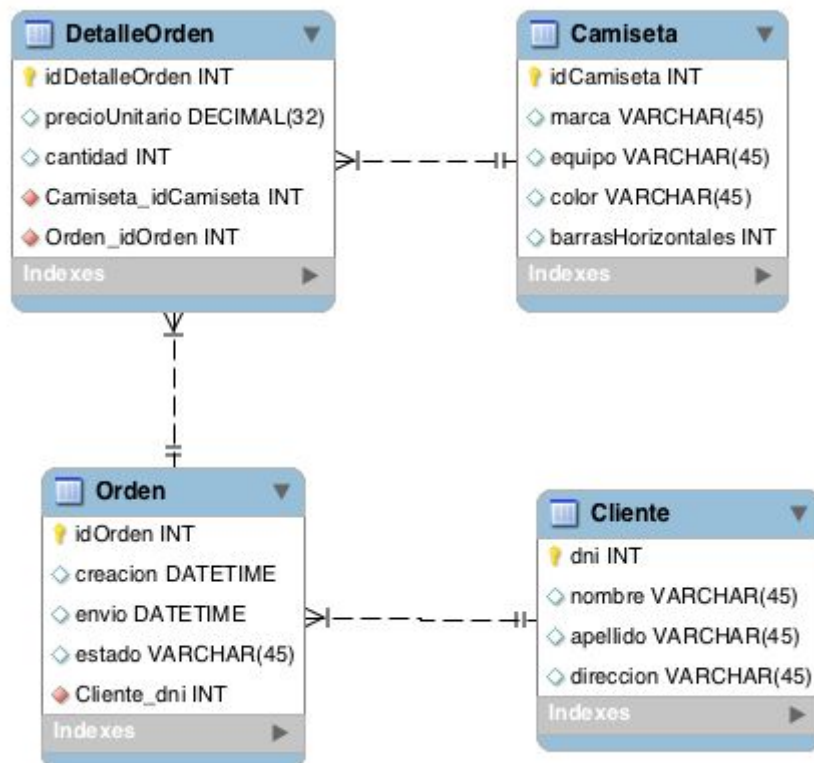 DetalleOrden
idDetalleOrden INT
precioUnitario DECIMAL(32)
cantidad INT
Camiseta_idCamiseta INT
Orden_idOrden INT
Indexes
Camiseta
idCamiseta INT
marca VARCHAR(45)
equipo VARCHAR(45)
color VARCHAR(45)
barrasHorizontales INT
Indexes
Orden
idOrden INT
creacion DATETIME
envio DATETIME
estado VARCHAR(45)
Cliente_dni INT
Indexes
Cliente
dni INT
nombre VARCHAR(45)
apellido VARCHAR(45)
direccion VARCHAR(45)
Indexes